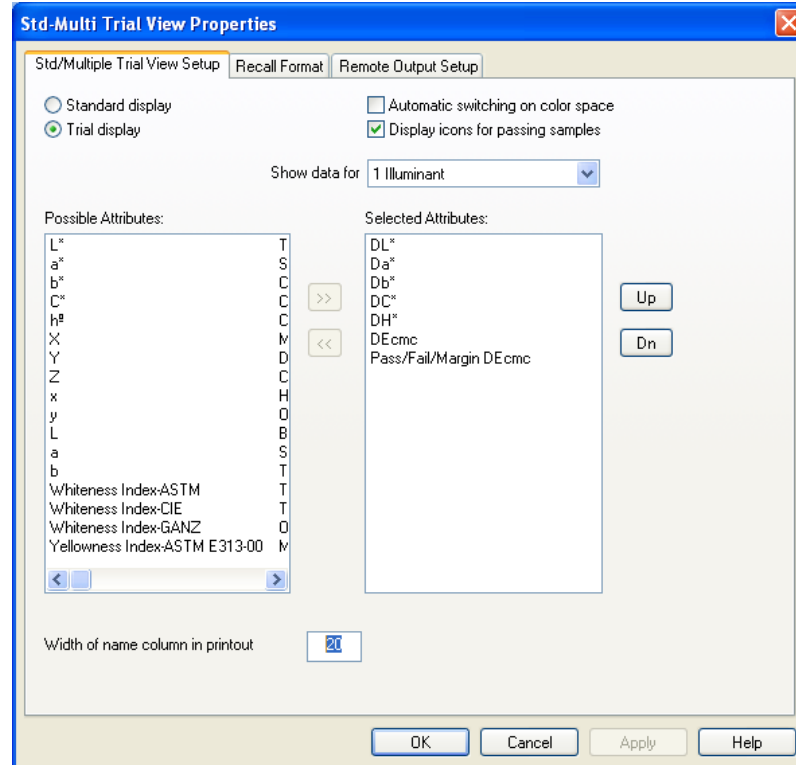 Std-Multi Trial View Properties
Std/Multiple Trial View Setup Recall Format Remote Output Setup
Standard display
Automatic switching on color space
Trial display
Display icons for passing samples
Show data for 1 Illuminant
Possible Attributes:
Selected Attributes:
L* T
a* S
b* C
C* C
hº C
X M
Y D
Z C
x H
y O
L B
a S
b T
Whiteness Index-ASTM T
Whiteness Index-CIE T
Whiteness Index-GANZ O
Yellowness Index-ASTM E313-00 M
>>
<<
DL*
Da*
Db*
DC*
DH*
DEcmc
Pass/Fail/Margin DEcmc
Up
Dn
Width of name column in printout 20
OK Cancel Apply Help